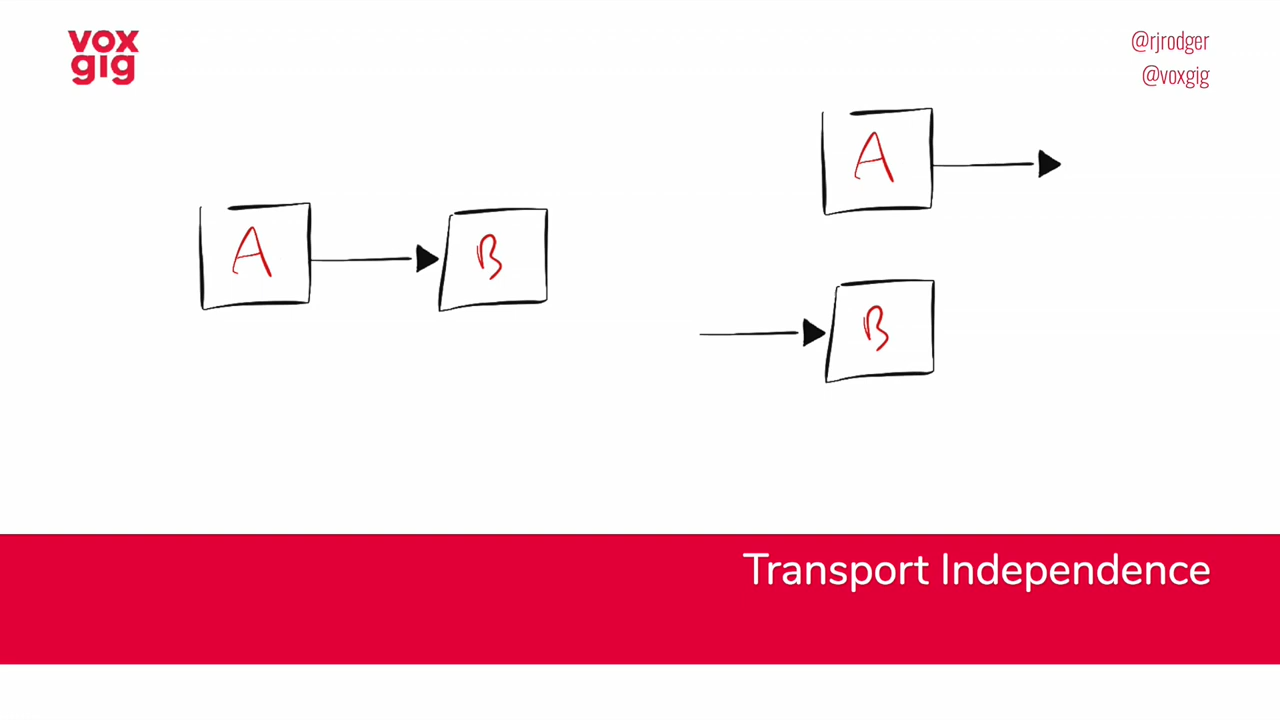 vox
gig
@rjrodger
@voxgig
A
B
A
B
Transport Independence